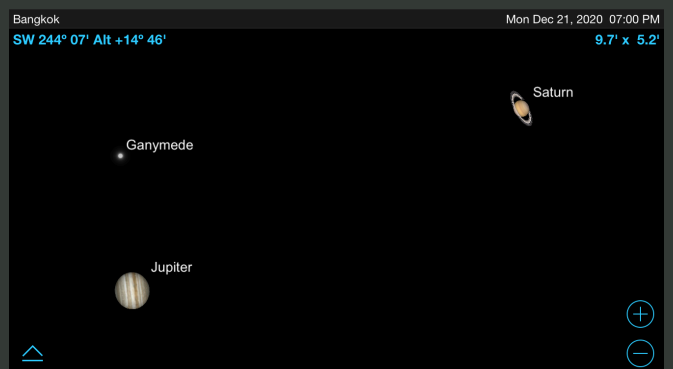 Bangkok Mon Dec 21, 2020 07:00 PM
SW 244° 07' Alt +14° 46' 9.7' x 5.2'
Saturn
Ganymede
Jupiter